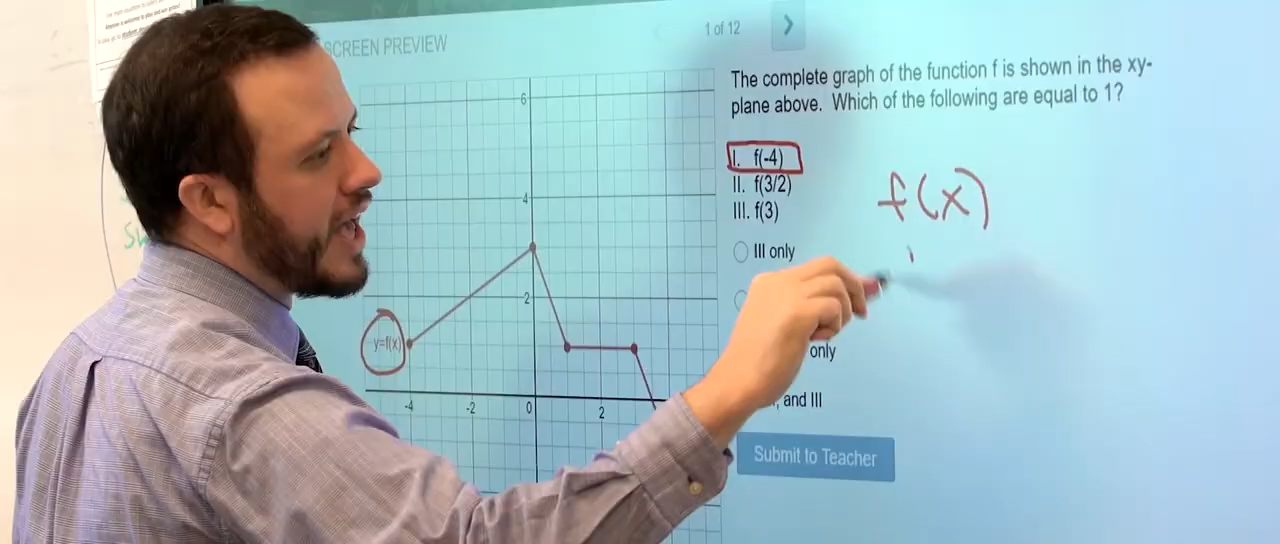 SCREEN PREVIEW
1 of 12
The complete graph of the function f is shown in the xy-
plane above. Which of the following are equal to 1?
I. f(-4)
II. f(3/2)
III. f(3)
III only
only
, and III
Submit to Teacher
f(x)
6
4
2
y=f(x)
-4 -2 0 2